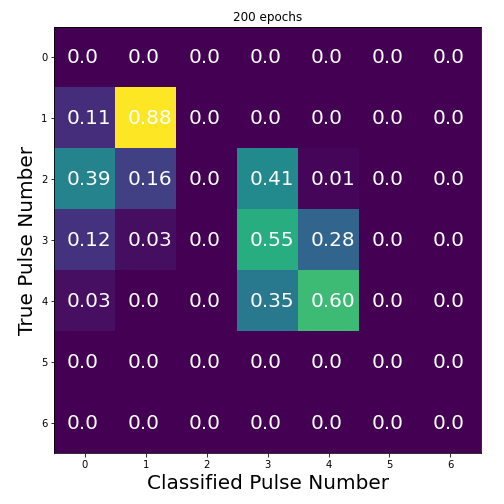 200 epochs
True Pulse Number
0 0.0 0.0 0.0 0.0 0.0 0.0 0.0
1 0.11 0.88 0.0 0.0 0.0 0.0 0.0
2 0.39 0.16 0.0 0.41 0.01 0.0 0.0
3 0.12 0.03 0.0 0.55 0.28 0.0 0.0
4 0.03 0.0 0.0 0.35 0.60 0.0 0.0
5 0.0 0.0 0.0 0.0 0.0 0.0 0.0
6 0.0 0.0 0.0 0.0 0.0 0.0 0.0
0 1 2 3 4 5 6
Classified Pulse Number